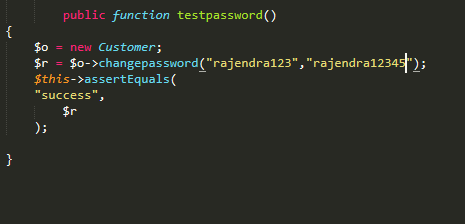 public function testpassword()
{
$o = new Customer;
$r = $o->changepassword("rajendra123","rajendra12345");
$this->assertEquals(
"success",
$r
);
}